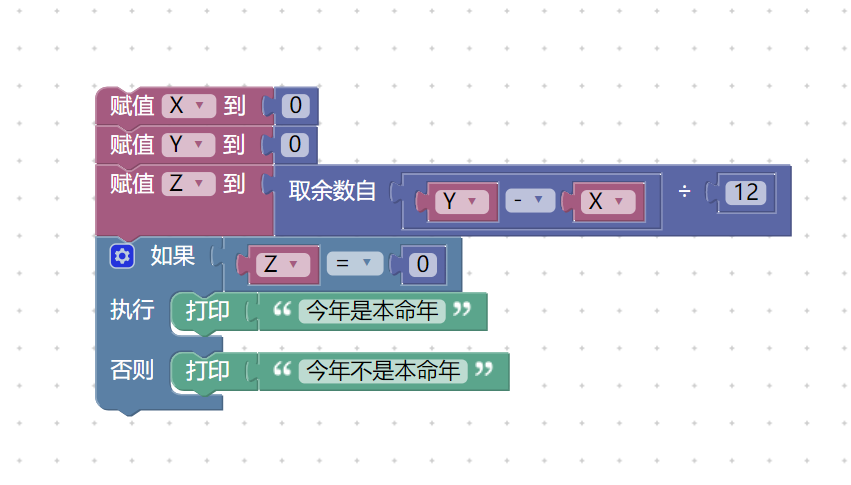 赋值 X 到 0
赋值 Y 到 0
赋值 Z 到 取余数自 Y - X ÷ 12
如果 Z = 0
执行 打印 “ 今年是本命年 ”
否则 打印 “ 今年不是本命年 ”